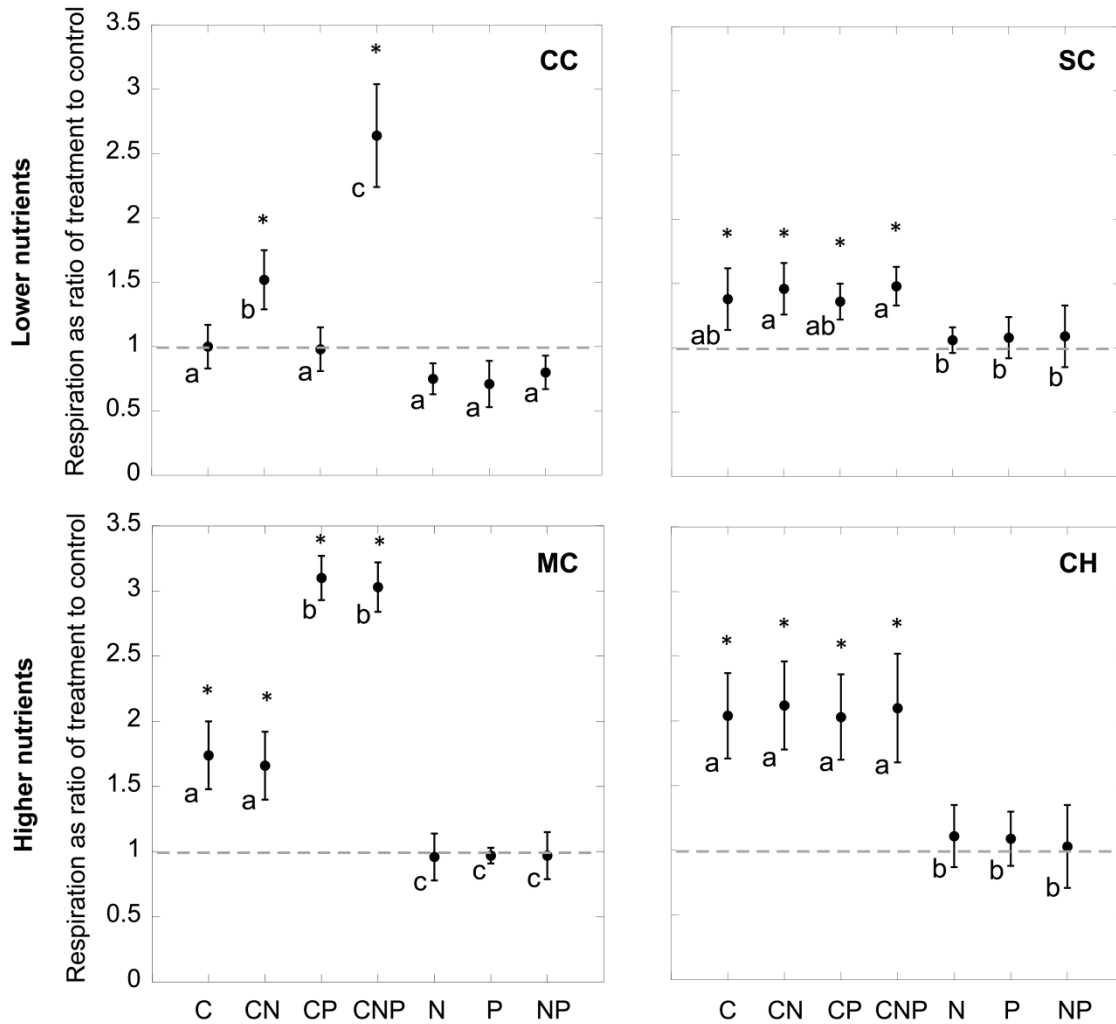 Lower nutrients
Respiration as ratio of treatment to control
3.5
3
2.5
2
1.5
1
0.5
0
CC
* * 
a b a c a a a
SC
* * * *
ab a ab a b b b
Higher nutrients
Respiration as ratio of treatment to control
3.5
3
2.5
2
1.5
1
0.5
0
MC
* * * *
a a b b c c c
CH
* * * *
a a a a b b b
C CN CP CNP N P NP
C CN CP CNP N P NP